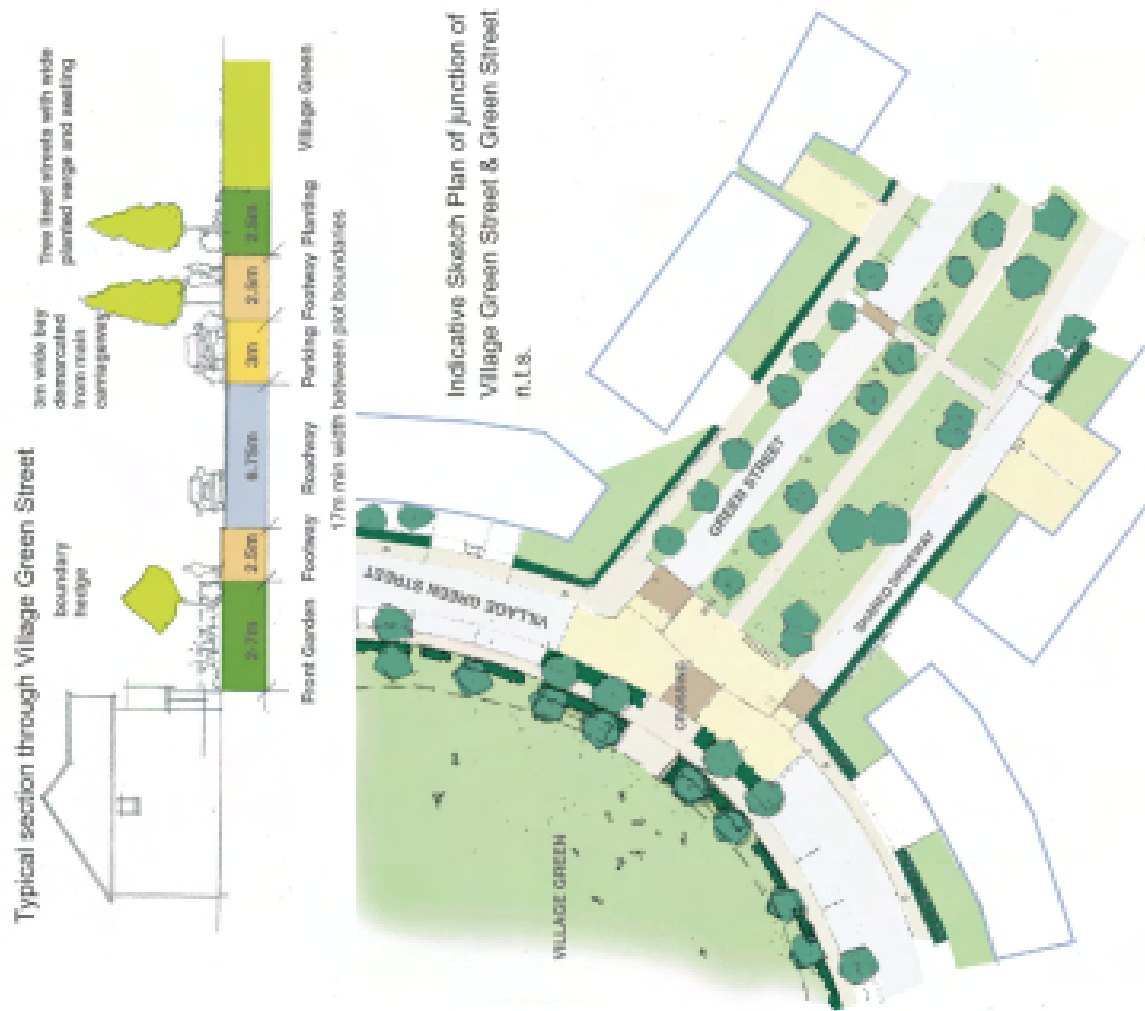 Typical section through Village Green Street
boundary
hedge
3m wide bay
demarcated
from main
carriageway
Tree lined streets with wide
planted verge and seating
2.5m
6.75m
3m
2.5m
2.5m
Front Garden
Footway
Roadway
Parking
Footway
Planting
Village Green
17m min width between plot boundaries
Indicative Sketch Plan of junction of
Village Green Street & Green Street
n.t.s.
VILLAGE GREEN STREET
GREEN STREET
CROSSING
SHARED DRIVEWAY
VILLAGE GREEN